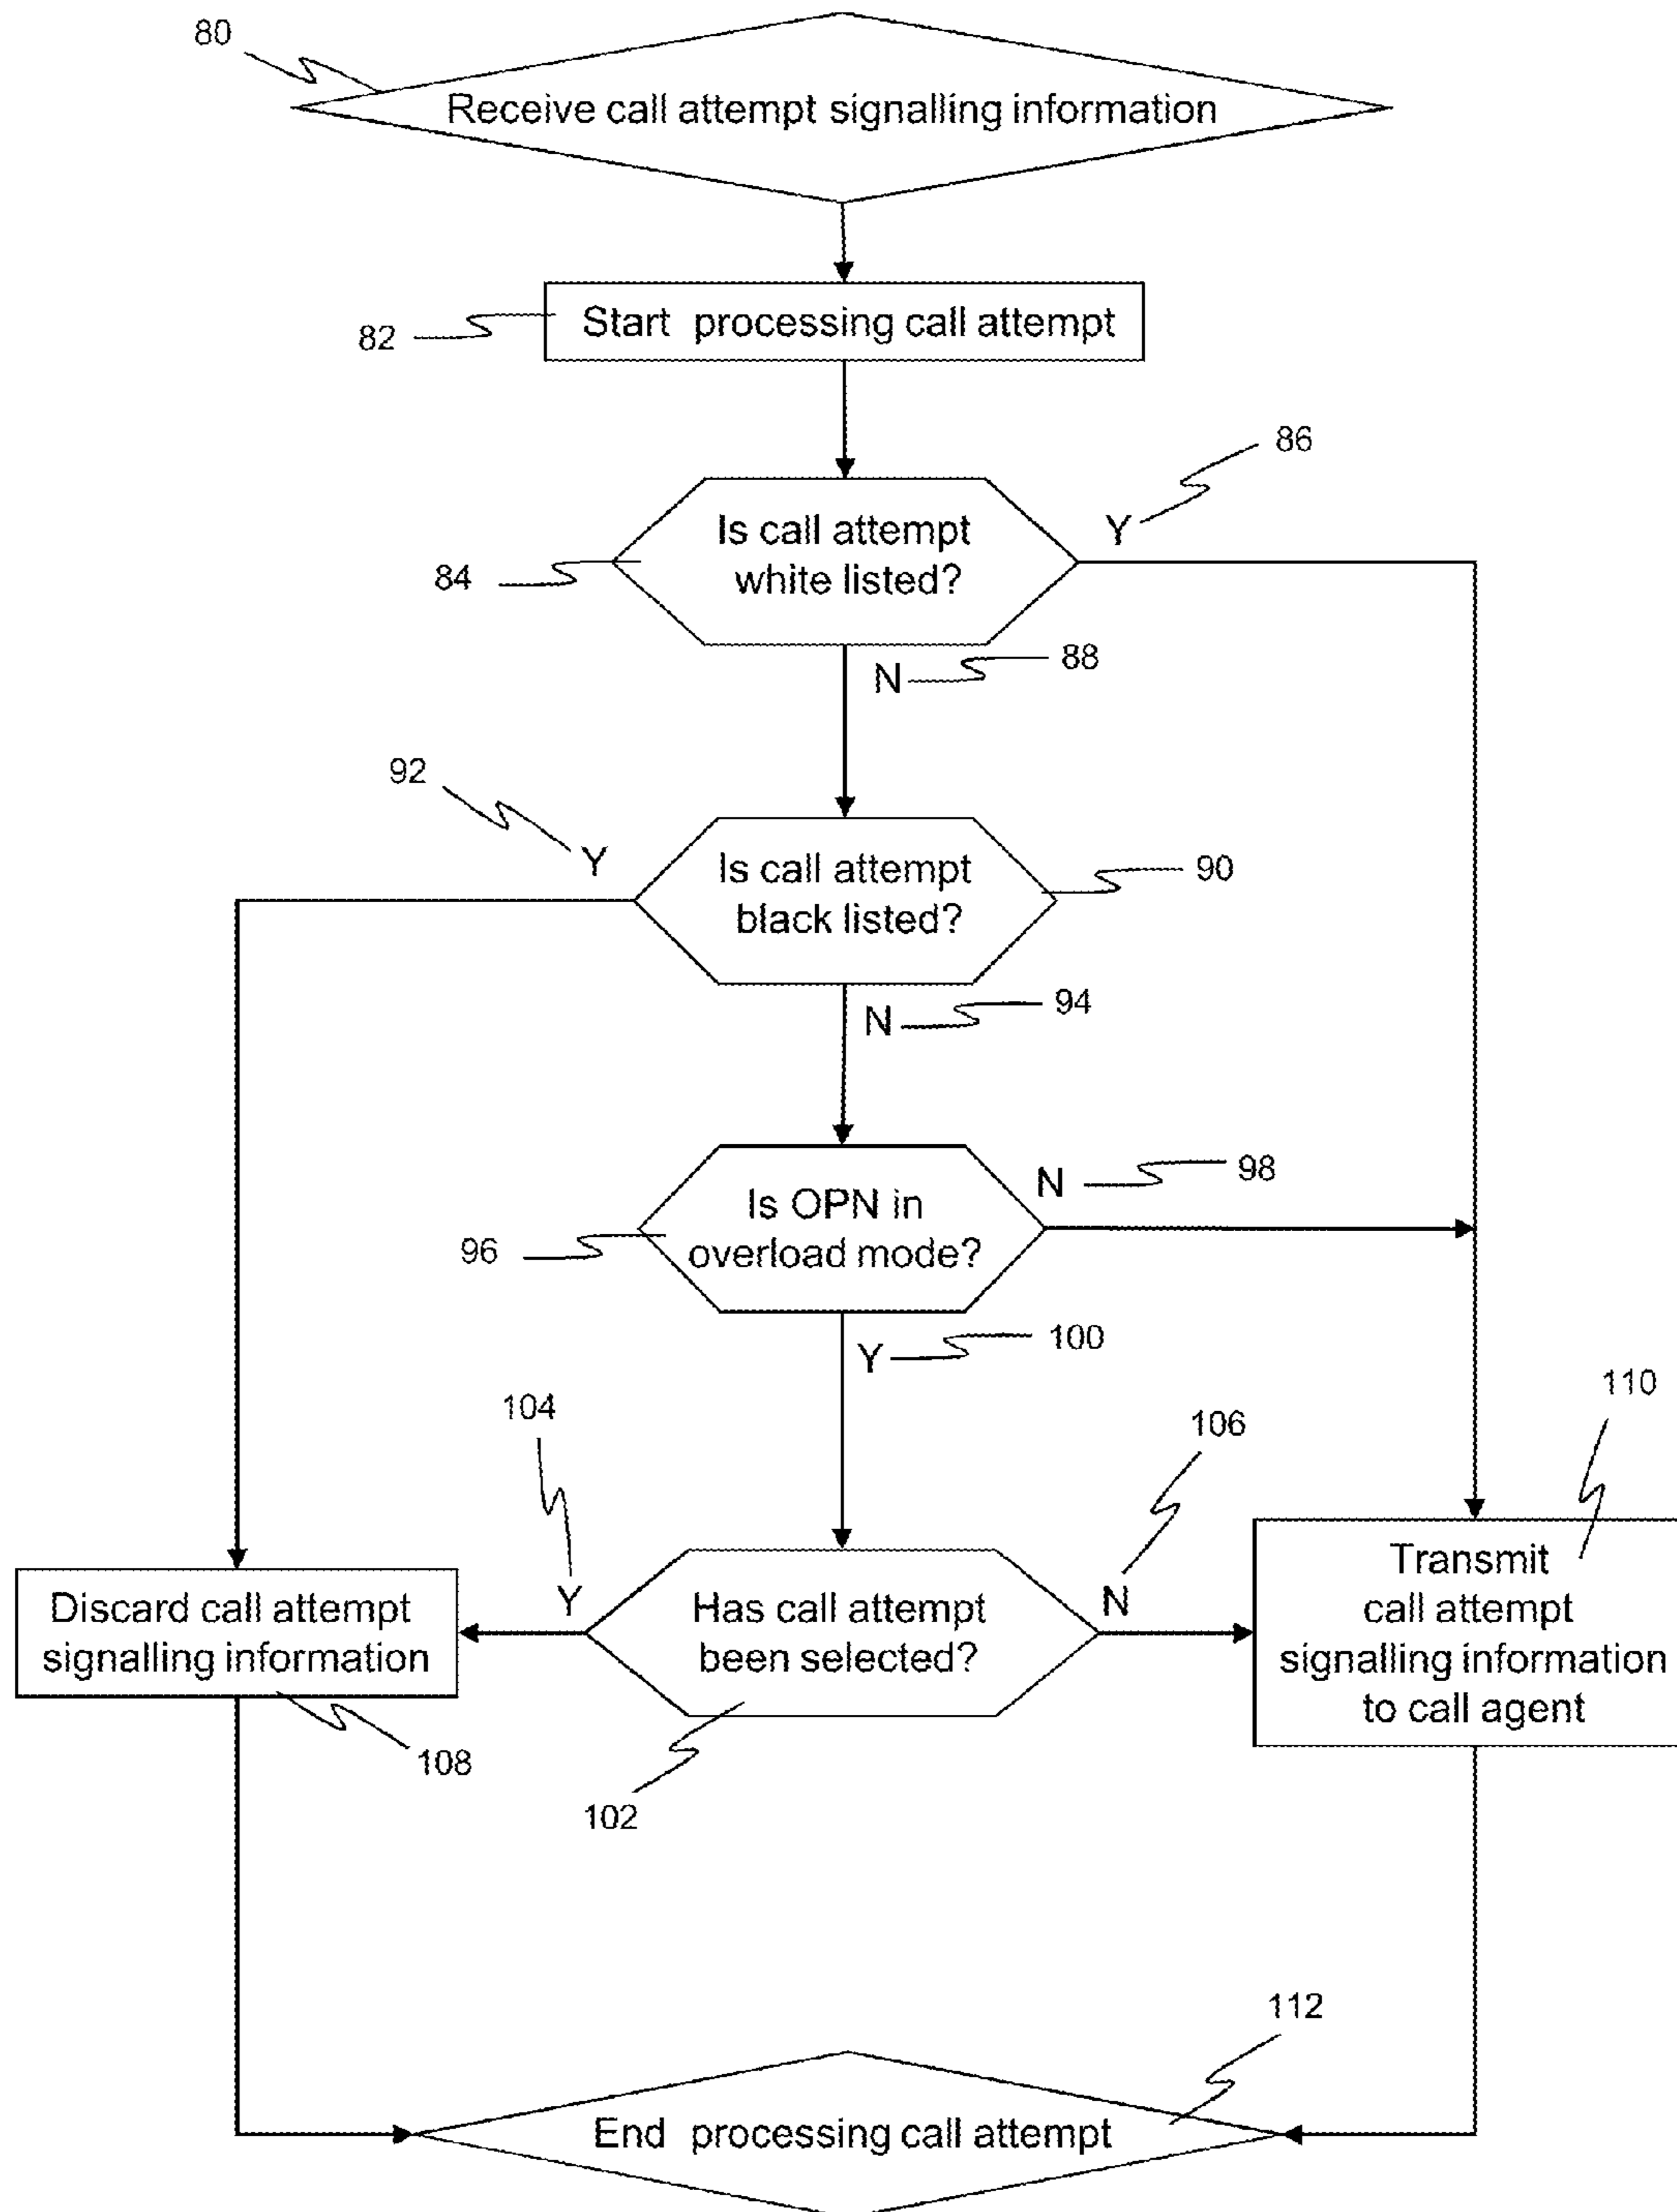 80
Receive call attempt signalling information
82
Start processing call attempt
86
Y
Is call attempt
white listed?
84
88
N
92
Y
Is call attempt
black listed?
90
94
N
98
N
Is OPN in
overload mode?
96
100
Y
110
104
106
Y
N
Discard call attempt
signalling information
Has call attempt
been selected?
Transmit
call attempt
signalling information
to call agent
108
102
112
End processing call attempt